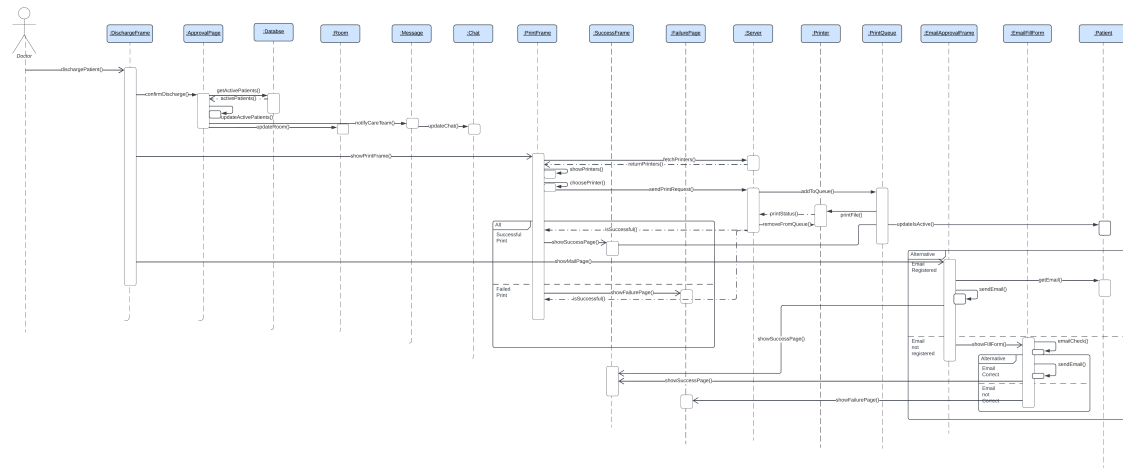 :DischargeFrame :ApprovalPage :Databse :Room :Message :Chat :PrintFrame :SuccessFrame :FailurePage :Server :Printer :PrintQueue :EmailApprovalFrame :EmailFillForm :Patient
Doctor
dischargePatient()
confirmDischarge()
getActivePatients()
activePatients()
updateActivePatients()
notifyCareTeam()
updateRoom()
updateChat()
showPrintFrame()
fetchPrinters()
returnPrinters()
showPrinters()
choosePrinter()
sendPrimRequest()
addToQueue()
printStatus()
printFile()
Alt
removeFromQueue()
updateIsActive()
isSuccessful()
Successful
Print
showSuccessPage()
Alternative
showMailPage()
Email
Registered
getEmail()
Failed
Print
showFailurePage()
sendEmail()
isSuccessful()
showSuccessPage()
Email
not
registered
showFillForm()
emailCheck()
Alternative
Email
Correct
sendEmail()
showSuccessPage()
Email
not
Correct
showFailurePage()